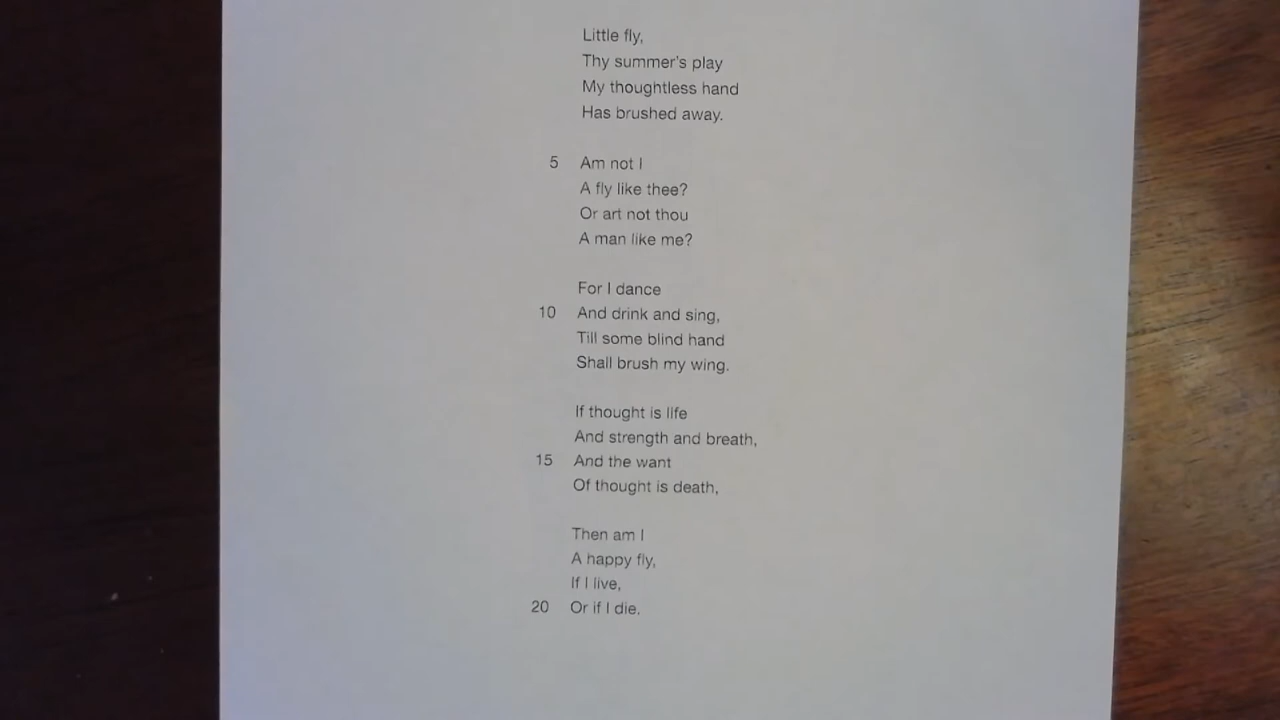 Little fly,
Thy summer's play
My thoughtless hand
Has brushed away.
5 Am not I
A fly like thee?
Or art not thou
A man like me?
For I dance
10 And drink and sing,
Till some blind hand
Shall brush my wing.
If thought is life
And strength and breath,
15 And the want
Of thought is death,
Then am I
A happy fly,
If I live,
20 Or if I die.